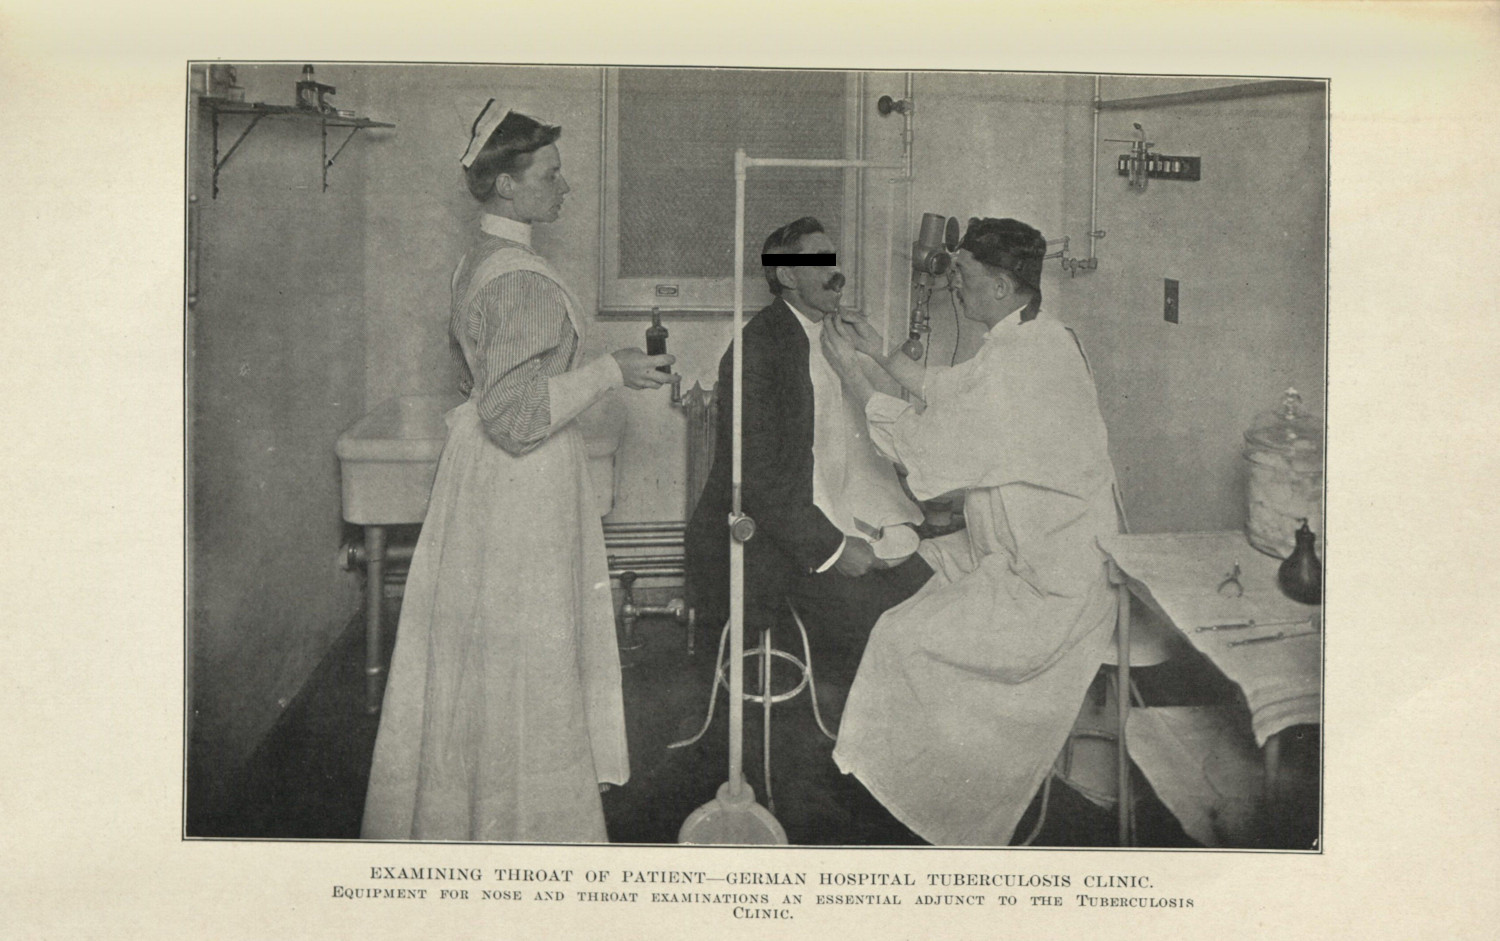 EXAMINING THROAT OF PATIENT—GERMAN HOSPITAL TUBERCULOSIS CLINIC.
EQUIPMENT FOR NOSE AND THROAT EXAMINATIONS AN ESSENTIAL ADJUNCT TO THE TUBERCULOSIS
CLINIC.